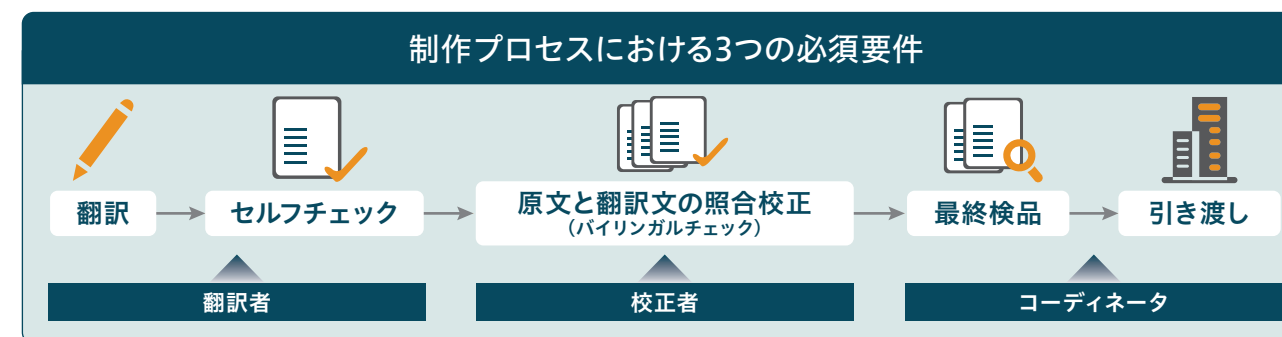 制作プロセスにおける3つの必須要件
翻訳
セルフチェック
原文と翻訳文の照合校正
（バイリンガルチェック）
最終検品
引き渡し
翻訳者
校正者
コーディネータ